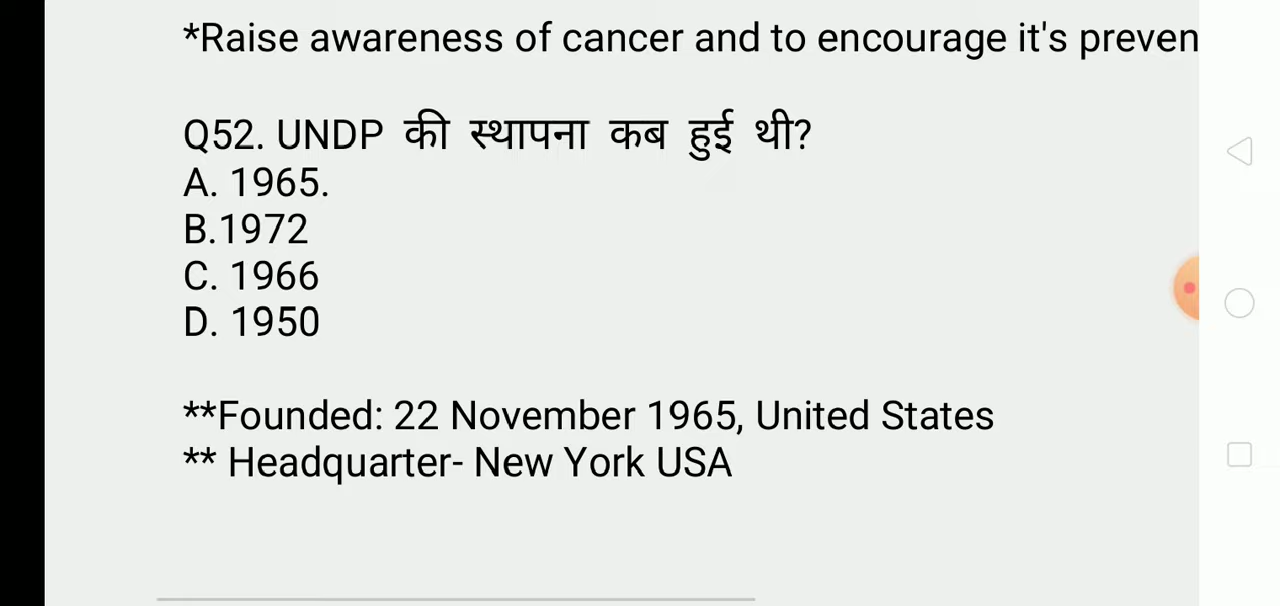 *Raise awareness of cancer and to encourage it's preven
Q52. UNDP की स्थापना कब हुई थी?
A. 1965.
B.1972
C. 1966
D. 1950
**Founded: 22 November 1965, United States
** Headquarter- New York USA